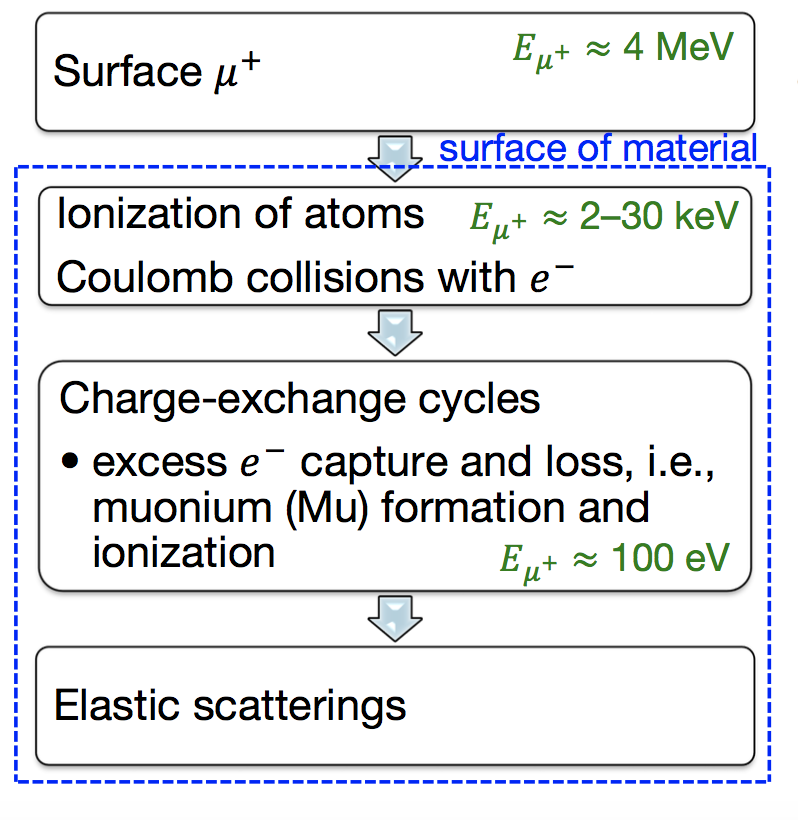 Surface μ⁺
E_μ⁺ ≈ 4 MeV
surface of material
Ionization of atoms
E_μ⁺ ≈ 2–30 keV
Coulomb collisions with e⁻
Charge-exchange cycles
• excess e⁻ capture and loss, i.e.,
muonium (Mu) formation and
ionization
E_μ⁺ ≈ 100 eV
Elastic scatterings